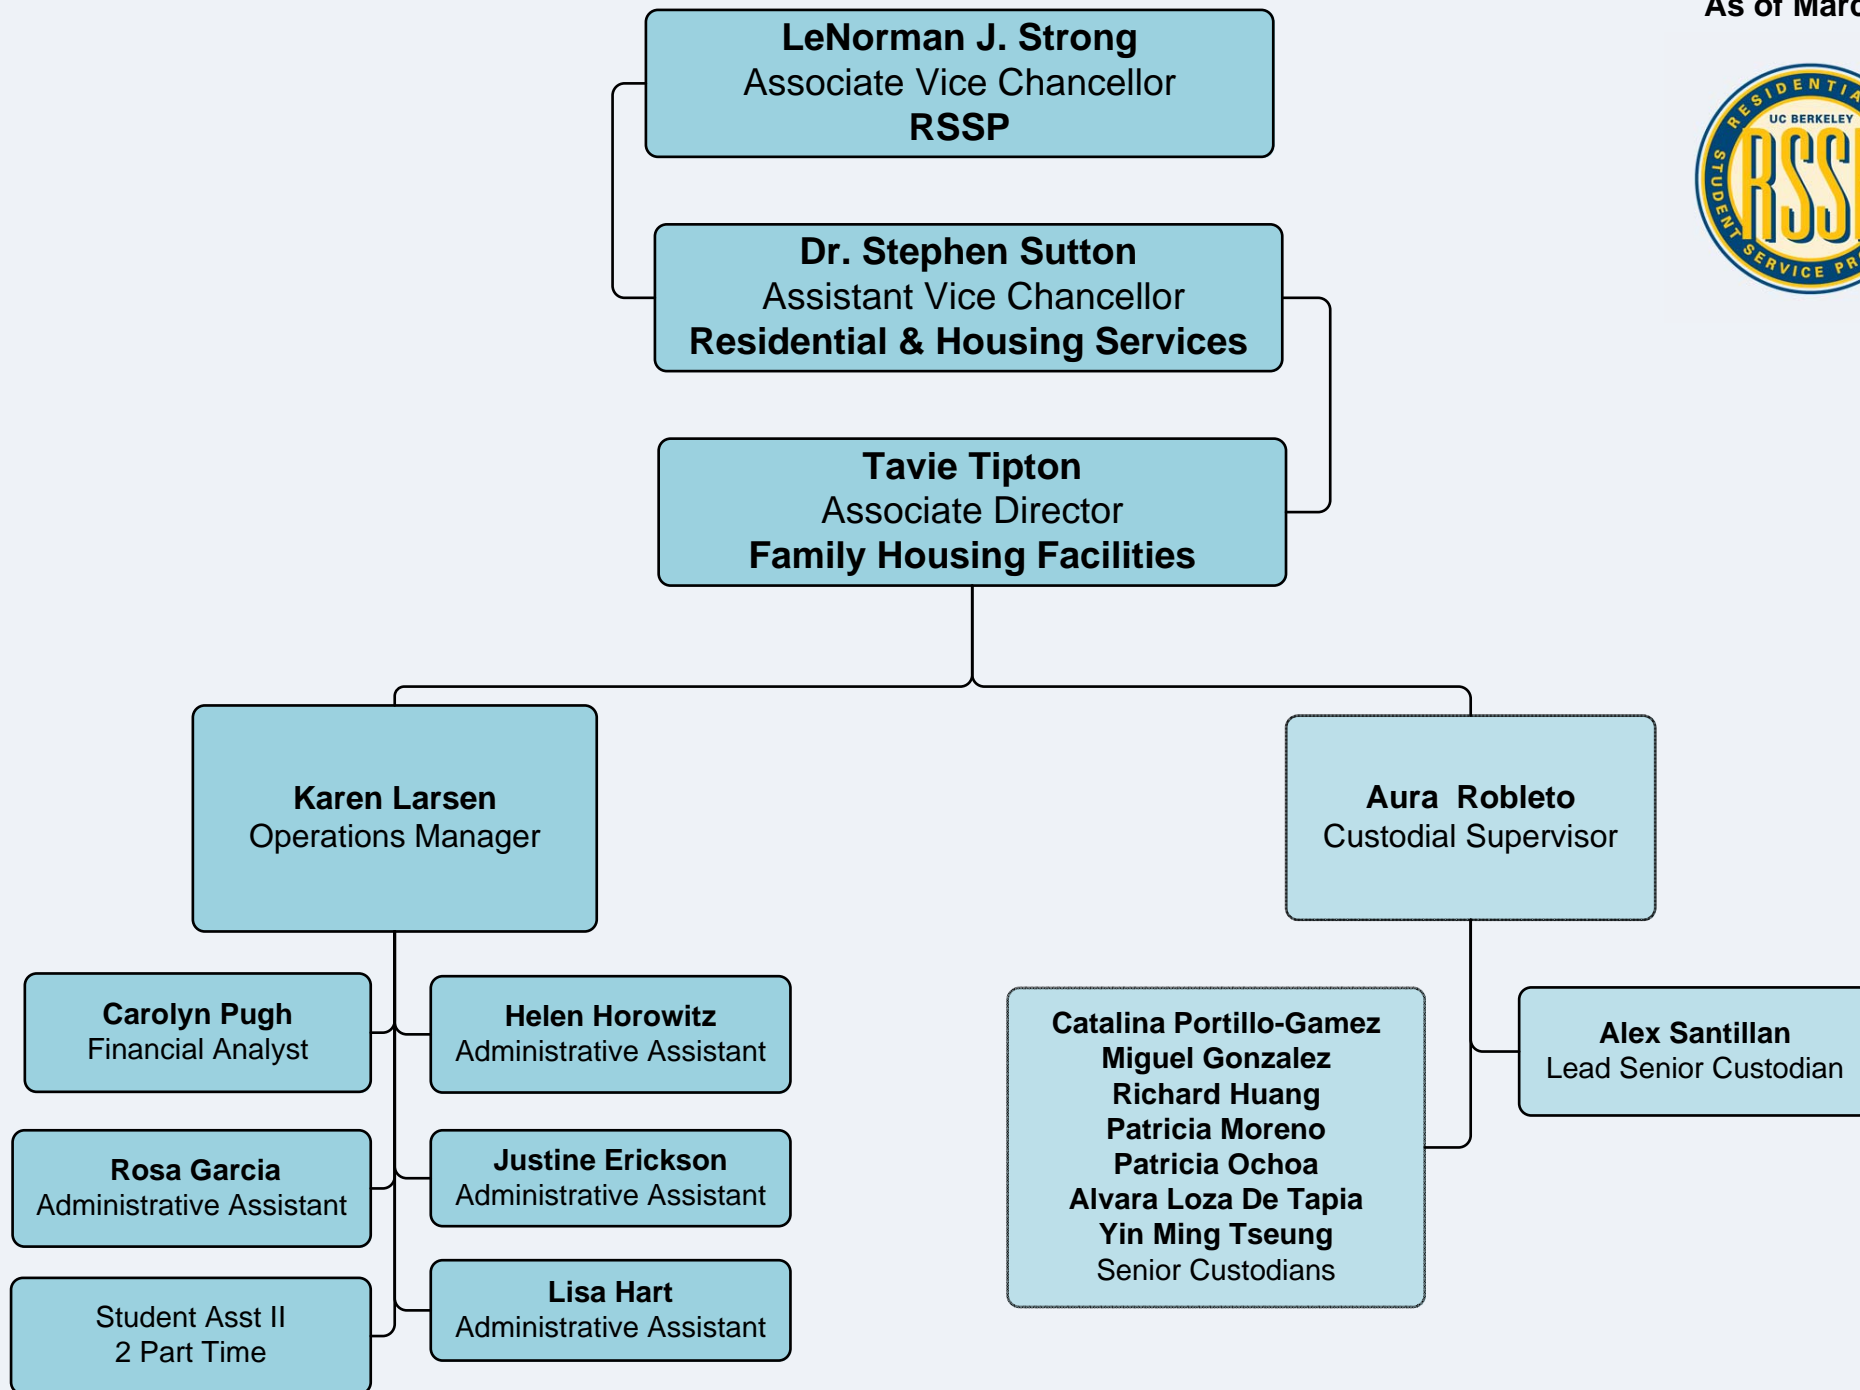 As of
LeNorman J. Strong
Associate Vice Chancellor
RSSP
UC BERKELEY
STUDENT SERVICE
Dr. Stephen Sutton
Assistant Vice Chancellor
Residential & Housing Services
Tavie Tipton
Associate Director
Family Housing Facilities
Karen Larsen
Operations Manager
Aura  Robleto
Custodial Supervisor
Carolyn Pugh
Financial Analyst
Helen Horowitz
Administrative Assistant
Rosa Garcia
Administrative Assistant
Justine Erickson
Administrative Assistant
Student Asst II
2 Part Time
Lisa Hart
Administrative Assistant
Catalina Portillo-Gamez
Miguel Gonzalez
Richard Huang
Patricia Moreno
Patricia Ochoa
Alvara Loza De Tapia
Yin Ming Tseung
Senior Custodians
Alex Santillan
Lead Senior Custodian